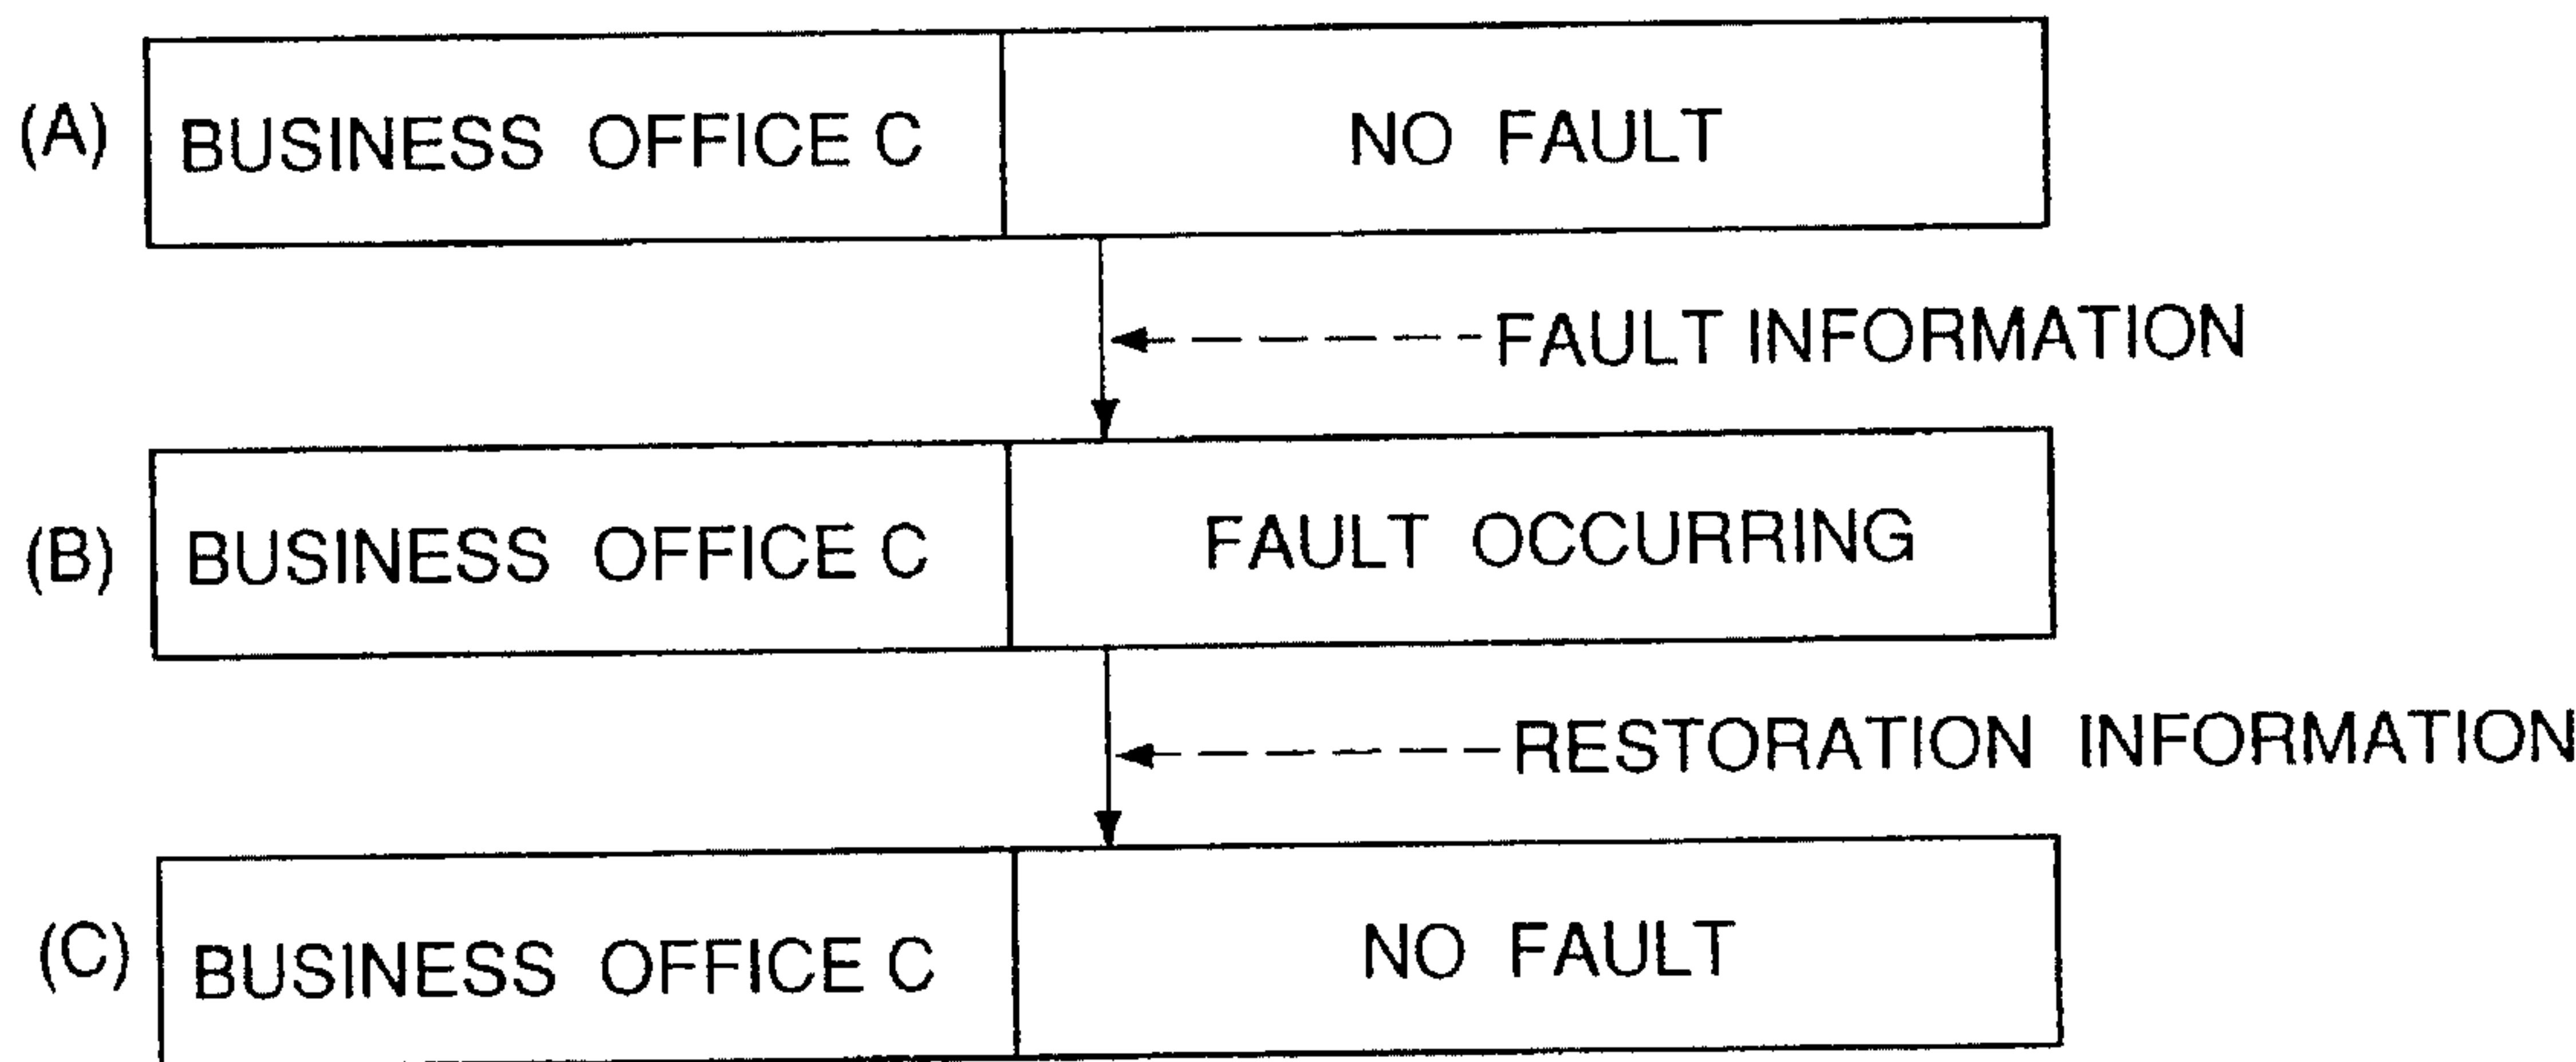 (A) BUSINESS OFFICE C NO FAULT
FAULT INFORMATION
(B) BUSINESS OFFICE C FAULT OCCURRING
RESTORATION INFORMATION
(C) BUSINESS OFFICE C NO FAULT